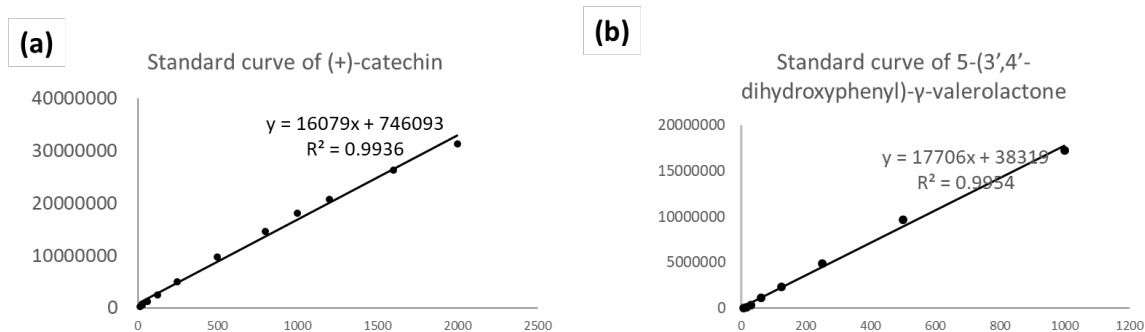 (a)
Standard curve of (+)-catechin
40000000
30000000
20000000
10000000
0
y = 16079x + 746093
R² = 0.9936
0 500 1000 1500 2000 2500
(b)
Standard curve of 5-(3’,4’-
dihydroxyphenyl)-γ-valerolactone
20000000
15000000
10000000
5000000
0
y = 17706x + 38319
R² = 0.9954
0 200 400 600 800 1000 1200